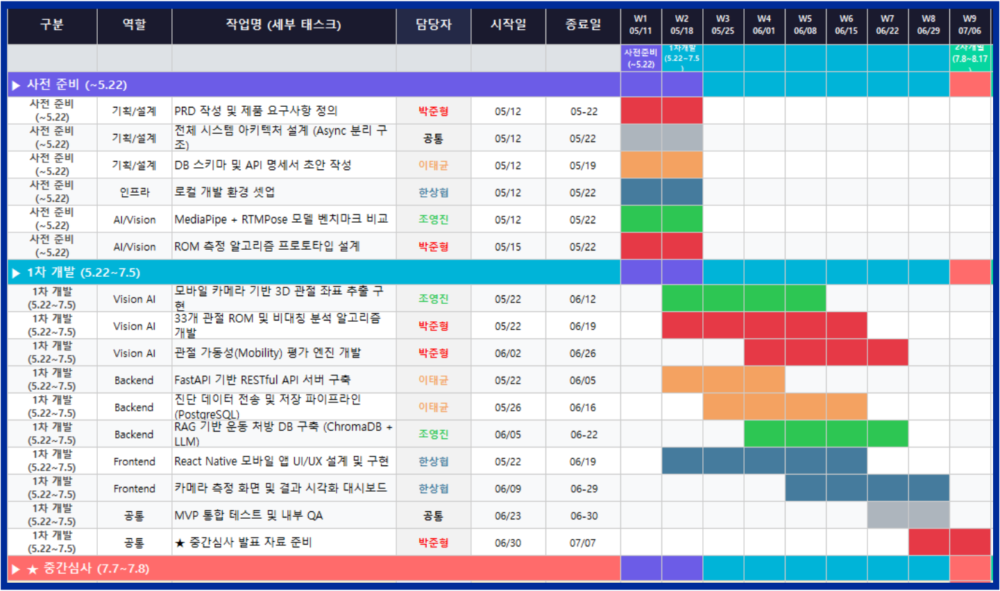 구분 역할 작업명 (세부 태스크) 담당자 시작일 종료일 W1 W2 W3 W4 W5 W6 W7 W8 W9
05/11 05/18 05/25 06/01 06/08 06/15 06/22 06/29 07/06
사전준비 1차개발 2차개발
(~5.22) (5.22~7.5 (7.8~8.17
) )
▶ 사전 준비 (~5.22)
사전 준비
(~5.22) 기획/설계 PRD 작성 및 제품 요구사항 정의 박준형 05/12 05-22
사전 준비 전체 시스템 아키텍처 설계 (Async 분리 구
(~5.22) 기획/설계 조) 공통 05/12 05/22
사전 준비
(~5.22) 기획/설계 DB 스키마 및 API 명세서 초안 작성 이태균 05/12 05/19
사전 준비
(~5.22) 인프라 로컬 개발 환경 셋업 한상협 05/12 05/22
사전 준비
(~5.22) AI/Vision MediaPipe + RTMPose 모델 벤치마크 비교 조영진 05/12 05/22
사전 준비
(~5.22) AI/Vision ROM 측정 알고리즘 프로토타입 설계 박준형 05/15 05/22
▶ 1차 개발 (5.22~7.5)
1차 개발 모바일 카메라 기반 3D 관절 좌표 추출 구
(5.22~7.5) Vision AI 현 조영진 05/22 06/12
1차 개발 33개 관절 ROM 및 비대칭 분석 알고리즘
(5.22~7.5) Vision AI 개발 박준형 05/22 06/19
1차 개발
(5.22~7.5) Vision AI 관절 가동성(Mobility) 평가 엔진 개발 박준형 06/02 06/26
1차 개발
(5.22~7.5) Backend FastAPI 기반 RESTful API 서버 구축 이태균 05/22 06/05
1차 개발 진단 데이터 전송 및 저장 파이프라인
(5.22~7.5) Backend (PostgreSQL) 이태균 05/26 06/16
1차 개발 RAG 기반 운동 처방 DB 구축 (ChromaDB +
(5.22~7.5) Backend LLM) 조영진 06/05 06-22
1차 개발
(5.22~7.5) Frontend React Native 모바일 앱 UI/UX 설계 및 구현 한상협 05/22 06/19
1차 개발
(5.22~7.5) Frontend 카메라 측정 화면 및 결과 시각화 대시보드 한상협 06/09 06-29
1차 개발
(5.22~7.5) 공통 MVP 통합 테스트 및 내부 QA 공통 06/23 06-30
1차 개발
(5.22~7.5) 공통 ★ 중간심사 발표 자료 준비 박준형 06/30 07/07
▶ ★ 중간심사 (7.7~7.8)